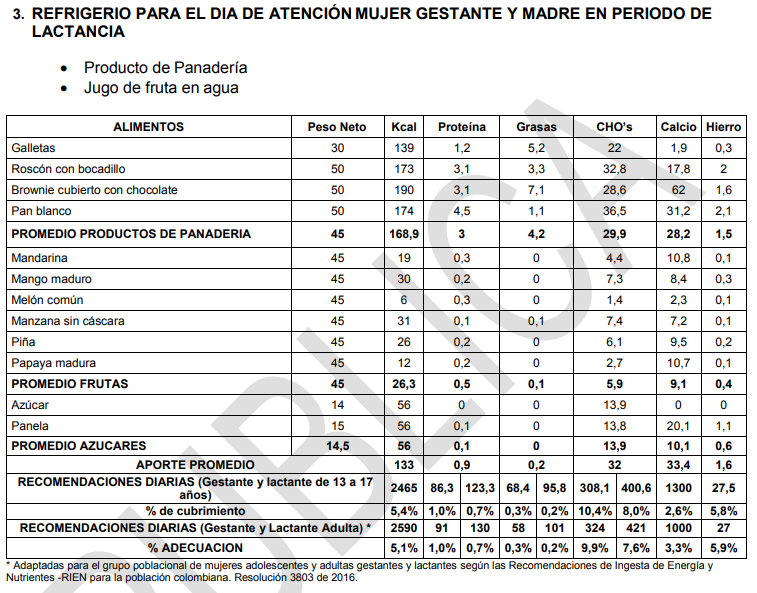 3. REFRIGERIO PARA EL DIA DE ATENCIÓN MUJER GESTANTE Y MADRE EN PERIODO DE
LACTANCIA
• Producto de Panadería
• Jugo de fruta en agua
ALIMENTOS Peso Neto Kcal Proteína Grasas CHO's Calcio Hierro
Galletas 30 139 1,2 5,2 22 1,9 0,3
Roscón con bocadillo 50 173 3,1 3,3 32,8 17,8 2
Brownie cubierto con chocolate 50 190 3,1 7,1 28,6 62 1,6
Pan blanco 50 174 4,5 1,1 36,5 31,2 2,1
PROMEDIO PRODUCTOS DE PANADERIA 45 168,9 3 4,2 29,9 28,2 1,5
Mandarina 45 19 0,3 0 4,4 10,8 0,1
Mango maduro 45 30 0,2 0 7,3 8,4 0,3
Melón común 45 6 0,3 0 1,4 2,3 0,1
Manzana sin cáscara 45 31 0,1 0,1 7,4 7,2 0,1
Piña 45 26 0,2 0 6,1 9,5 0,2
Papaya madura 45 12 0,2 0 2,7 10,7 0,1
PROMEDIO FRUTAS 45 26,3 0,5 0,1 5,9 9,1 0,4
Azúcar 14 56 0 0 13,9 0 0
Panela 15 56 0,1 0 13,8 20,1 1,1
PROMEDIO AZUCARES 14,5 56 0,1 0 13,9 10,1 0,6
APORTE PROMEDIO 133 0,9 0,2 32 33,4 1,6
RECOMENDACIONES DIARIAS (Gestante y lactante de 13 a 17
años) 2465 86,3 123,3 68,4 95,8 308,1 400,6 1300 27,5
% de cubrimiento 5,4% 1,0% 0,7% 0,3% 0,2% 10,4% 8,0% 2,6% 5,8%
RECOMENDACIONES DIARIAS (Gestante y Lactante Adulta) * 2590 91 130 58 101 324 421 1000 27
% ADECUACION 5,1% 1,0% 0,7% 0,3% 0,2% 9,9% 7,6% 3,3% 5,9%
* Adaptadas para el grupo poblacional de mujeres adolescentes y adultas gestantes y lactantes según las Recomendaciones de Ingesta de Energía y
Nutrientes -RIEN para la población colombiana. Resolución 3803 de 2016.
PUBLICA